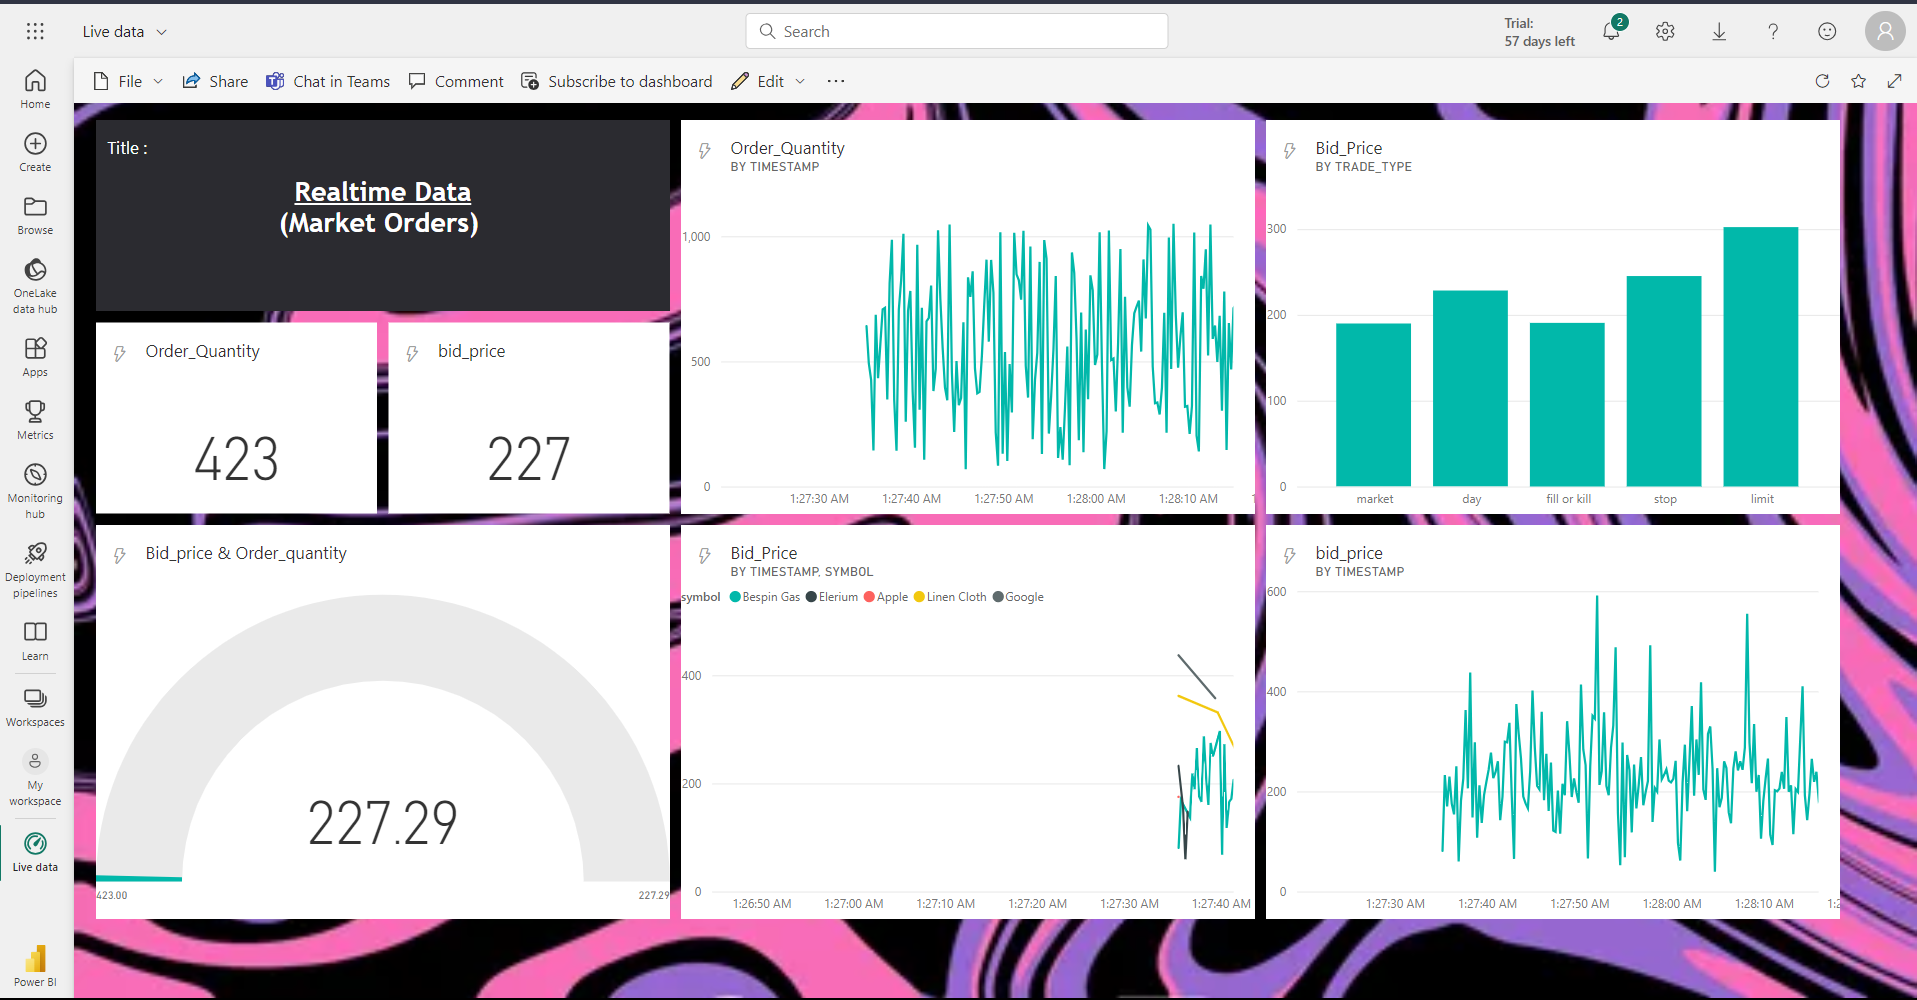 Live data
Search
Trial:
57 days left
2
File
Share
Chat in Teams
Comment
Subscribe to dashboard
Edit
Home
Create
Browse
OneLake
data hub
Apps
Metrics
Monitoring
hub
Deployment
pipelines
Learn
Workspaces
My
workspace
Live data
Power BI
Title :
Realtime Data
(Market Orders)
Order_Quantity
423
bid_price
227
Order_Quantity
BY TIMESTAMP
1,000
500
0
1:27:30 AM 1:27:40 AM 1:27:50 AM 1:28:00 AM 1:28:10 AM
Bid_Price
BY TRADE_TYPE
300
200
100
0
market day fill or kill stop limit
Bid_price & Order_quantity
227.29
423.00 227.29
Bid_Price
BY TIMESTAMP, SYMBOL
symbol Bespin Gas Elerium Apple Linen Cloth Google
400
200
0
1:26:50 AM 1:27:00 AM 1:27:10 AM 1:27:20 AM 1:27:30 AM 1:27:40 AM
bid_price
BY TIMESTAMP
600
400
200
0
1:27:30 AM 1:27:40 AM 1:27:50 AM 1:28:00 AM 1:28:10 AM